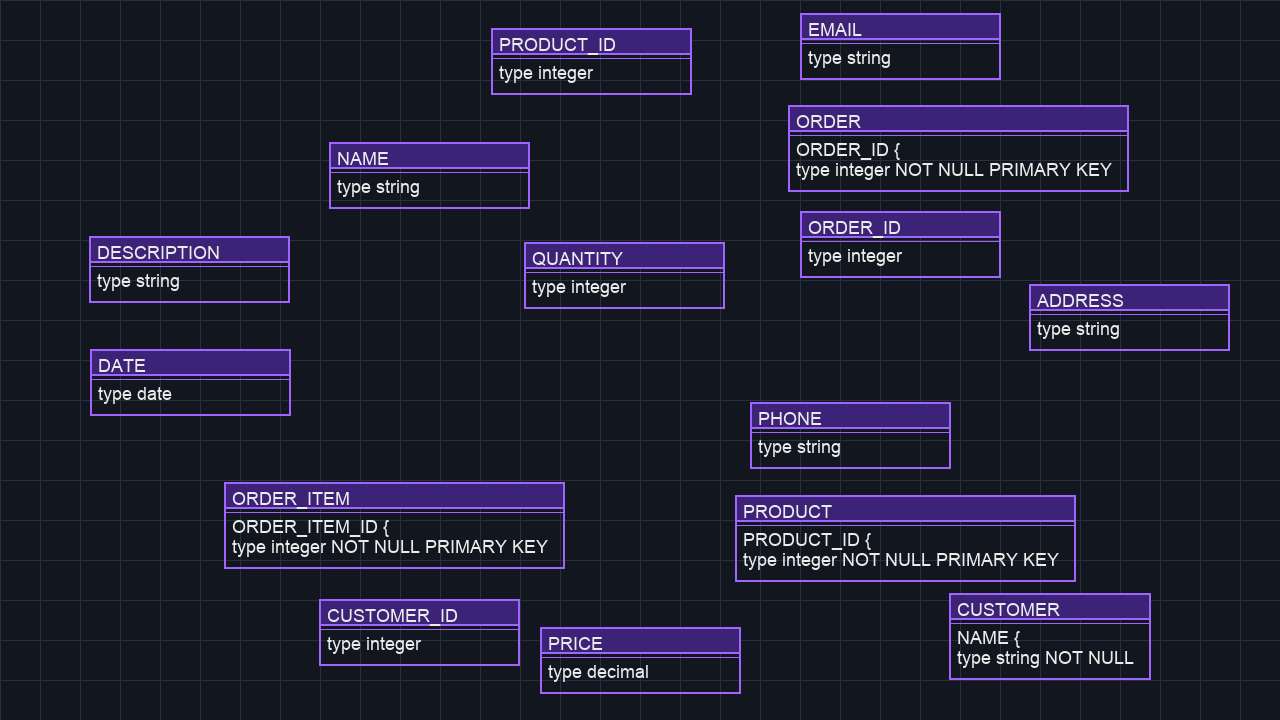 PRODUCT_ID
type integer
EMAIL
type string
ORDER
ORDER_ID {
type integer NOT NULL PRIMARY KEY
NAME
type string
ORDER_ID
type integer
DESCRIPTION
type string
QUANTITY
type integer
ADDRESS
type string
DATE
type date
PHONE
type string
ORDER_ITEM
ORDER_ITEM_ID {
type integer NOT NULL PRIMARY KEY
PRODUCT
PRODUCT_ID {
type integer NOT NULL PRIMARY KEY
CUSTOMER_ID
type integer
PRICE
type decimal
CUSTOMER
NAME {
type string NOT NULL